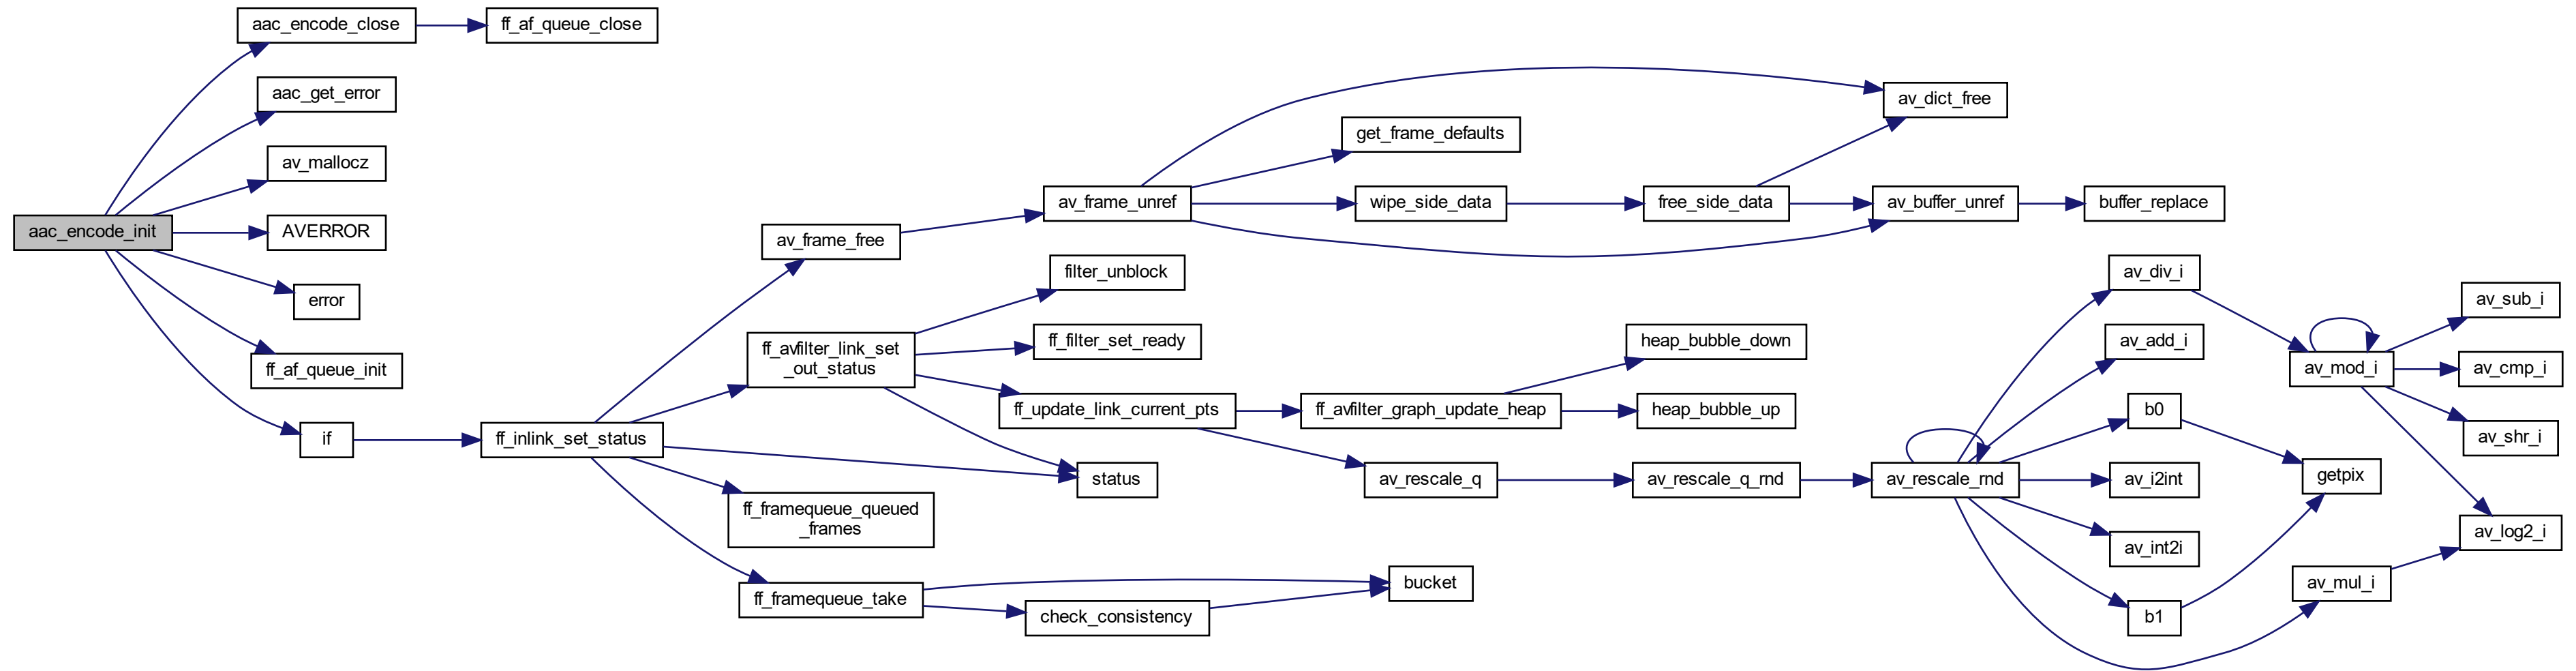 aac_encode_init
aac_encode_close
ff_af_queue_close
aac_get_error
av_mallocz
AVERROR
error
ff_af_queue_init
if
ff_inlink_set_status
av_frame_free
ff_avfilter_link_set
_out_status
ff_framequeue_queued
_frames
ff_framequeue_take
av_frame_unref
filter_unblock
ff_filter_set_ready
ff_update_link_current_pts
status
check_consistency
bucket
get_frame_defaults
wipe_side_data
ff_avfilter_graph_update_heap
av_rescale_q
free_side_data
heap_bubble_down
heap_bubble_up
av_rescale_q_rnd
av_dict_free
av_buffer_unref
buffer_replace
av_rescale_rnd
av_div_i
av_add_i
b0
av_i2int
av_int2i
b1
av_mod_i
getpix
av_mul_i
av_sub_i
av_cmp_i
av_shr_i
av_log2_i